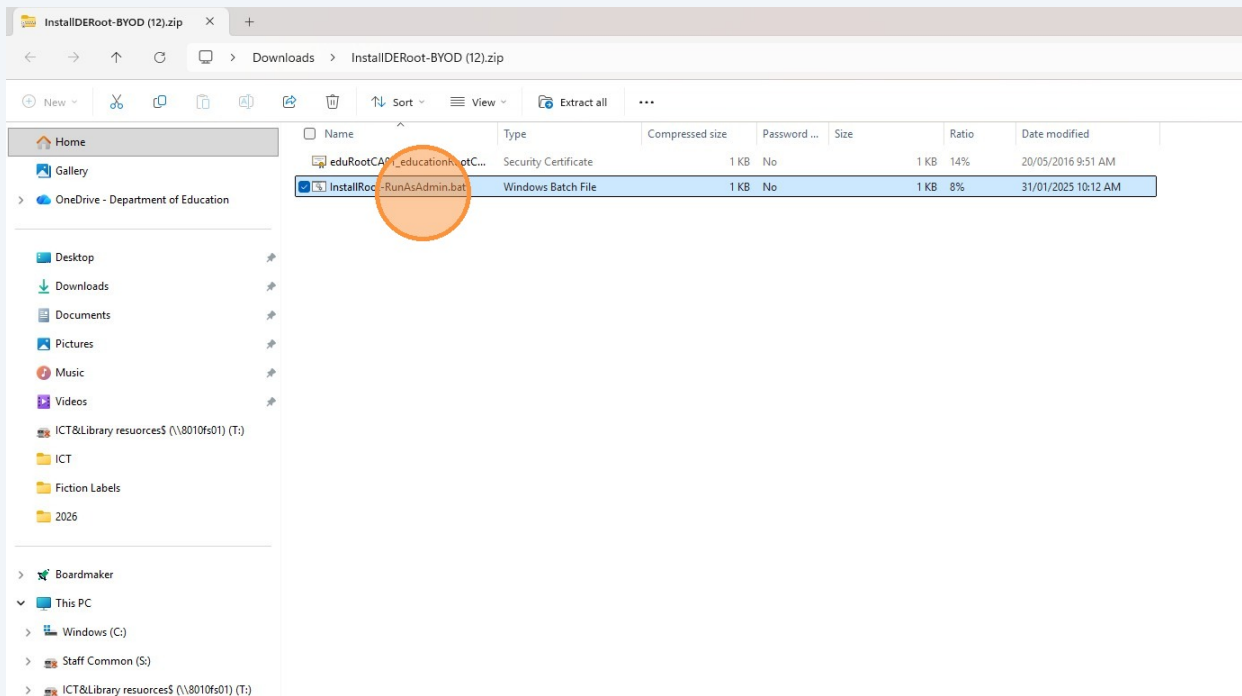 InstallDERoot-BYOD (12).zip
Downloads > InstallDERoot-BYOD (12).zip
New Sort View Extract all ...
Home
Gallery
OneDrive - Department of Education
Desktop
Downloads
Documents
Pictures
Music
Videos
ICT&Library resuorces$ (\\8010fs01) (T:)
ICT
Fiction Labels
2026
Boardmaker
This PC
Windows (C:)
Staff Common (S:)
ICT&Library resuorces$ (\\8010fs01) (T:)
Name Type Compressed size Password ... Size Ratio Date modified
eduRootCA01_educationRootC... Security Certificate 1 KB No 1 KB 14% 20/05/2016 9:51 AM
InstallRoot-RunAsAdmin.bat Windows Batch File 1 KB No 1 KB 8% 31/01/2025 10:12 AM